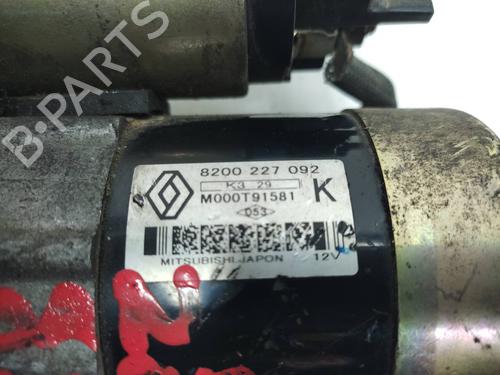 B-PARTS
8200 227 092
K3 29
K
M000T91581
053
MITSUBISHI-JAPON 12V